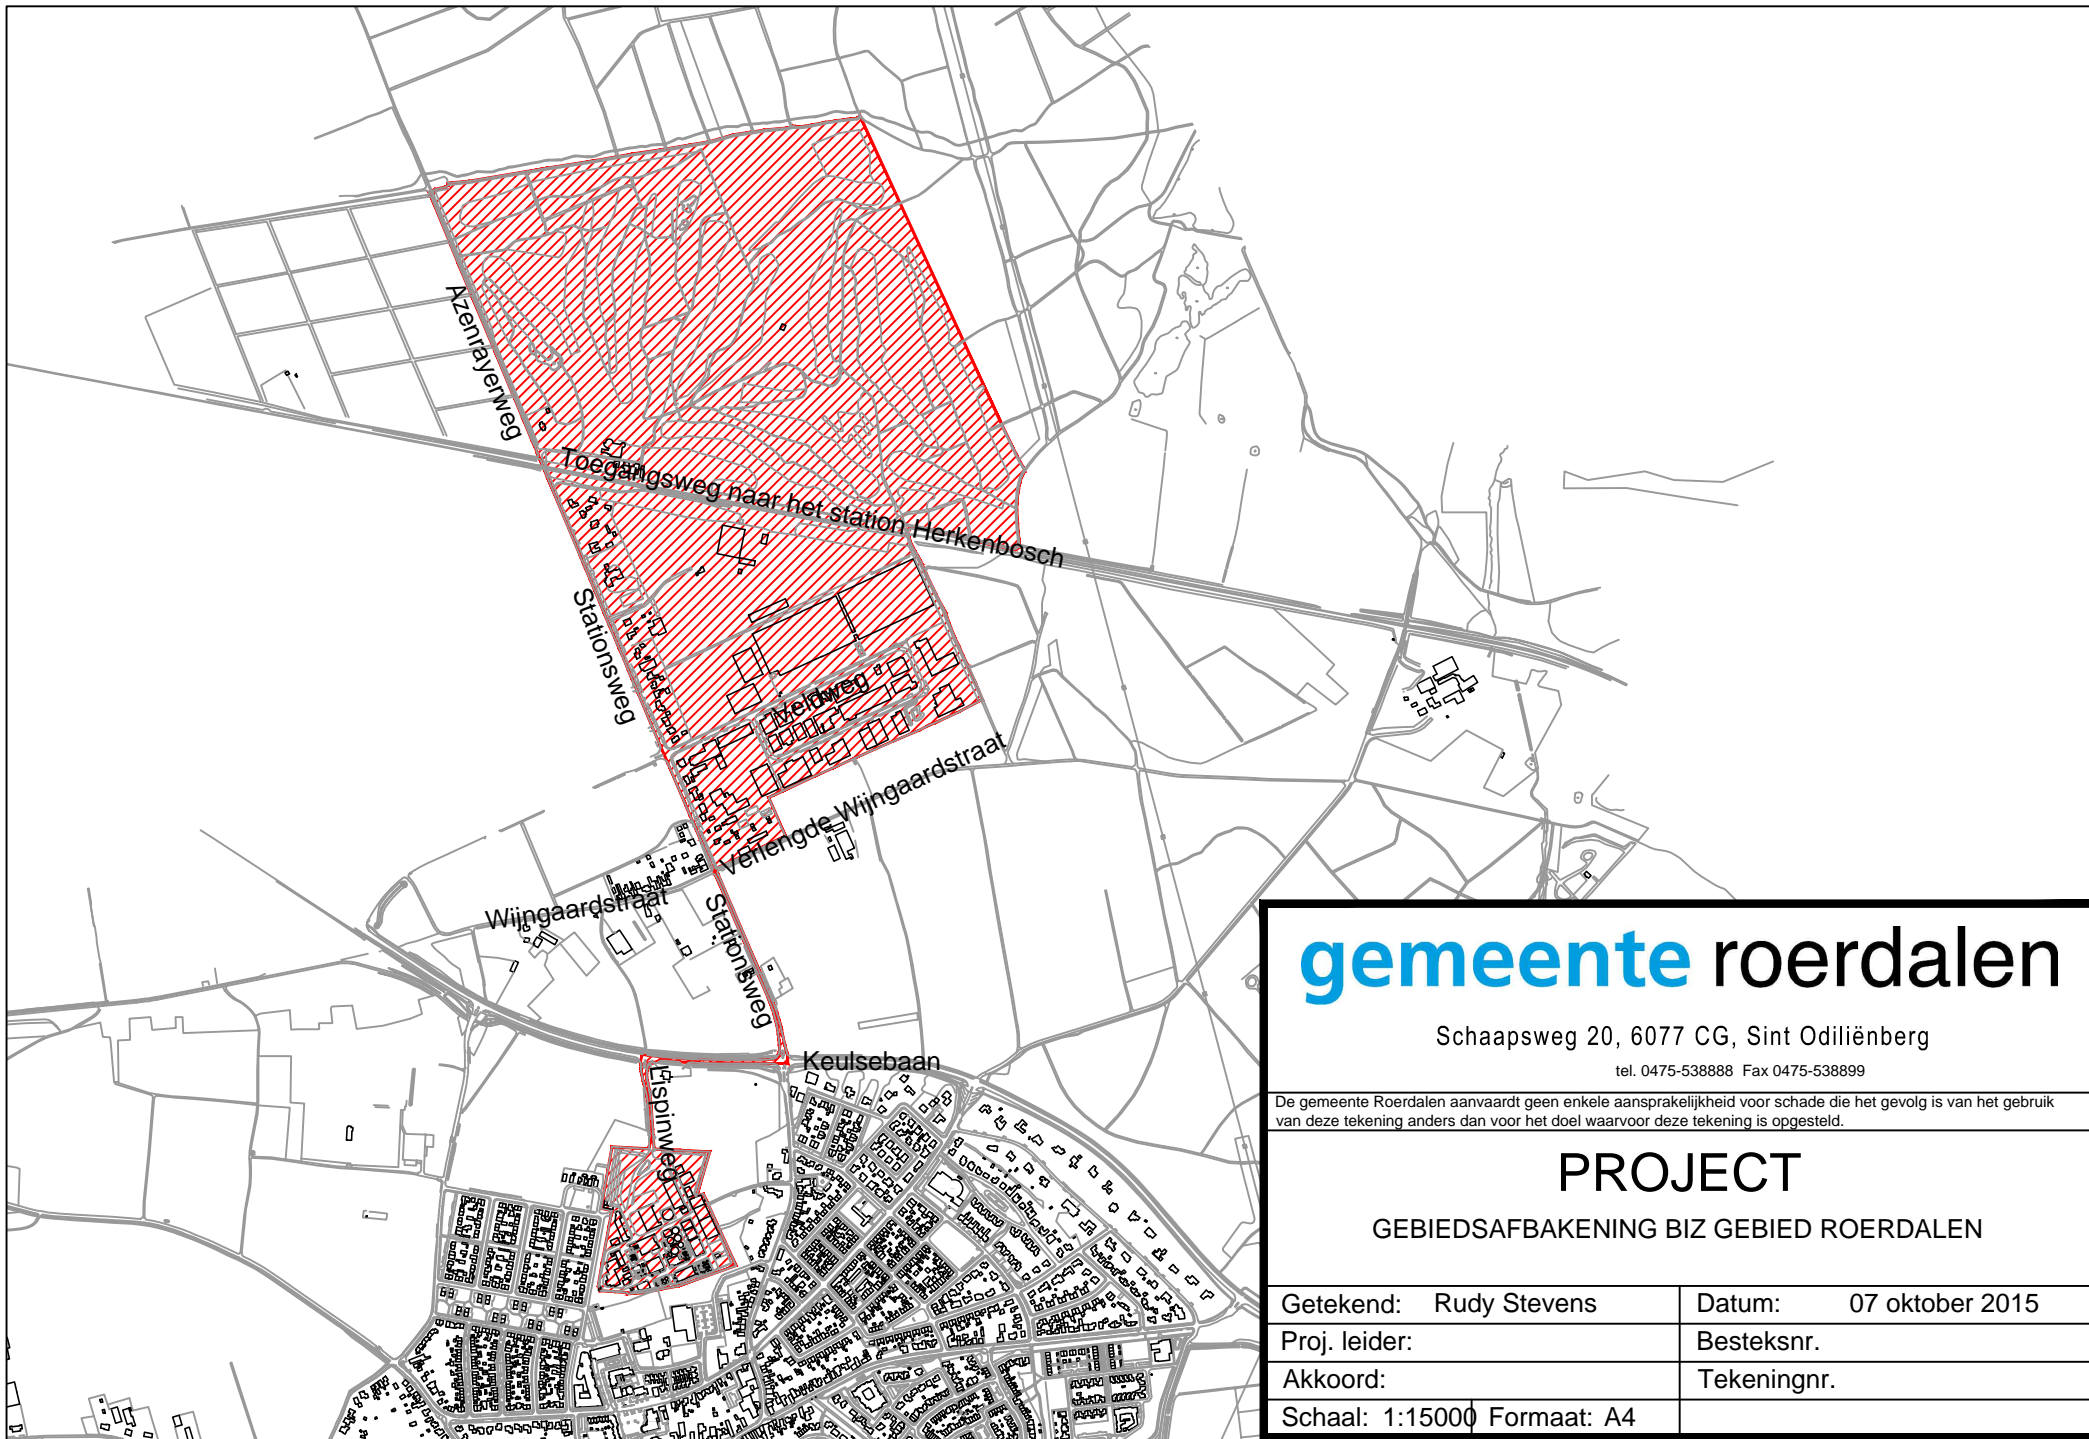 Azenrayerweg
Toegangsweg naar het station Herkenbosch
Stationsweg
Veldweg
Verlengde Wijngaardstraat
Wijngaardstraat
Stationsweg
Keulsebaan
Lispinweg
gemeente roerdalen
Schaapsweg 20, 6077 CG, Sint Odiliënberg
tel. 0475-538888 Fax 0475-538899
De gemeente Roerdalen aanvaardt geen enkele aansprakelijkheid voor schade die het gevolg is van het gebruik
van deze tekening anders dan voor het doel waarvoor deze tekening is opgesteld.
PROJECT
GEBIEDSAFBAKENING BIZ GEBIED ROERDALEN
Getekend: Rudy Stevens Datum: 07 oktober 2015
Proj. leider: Besteksnr.
Akkoord: Tekeningnr.
Schaal: 1:15000 Formaat: A4